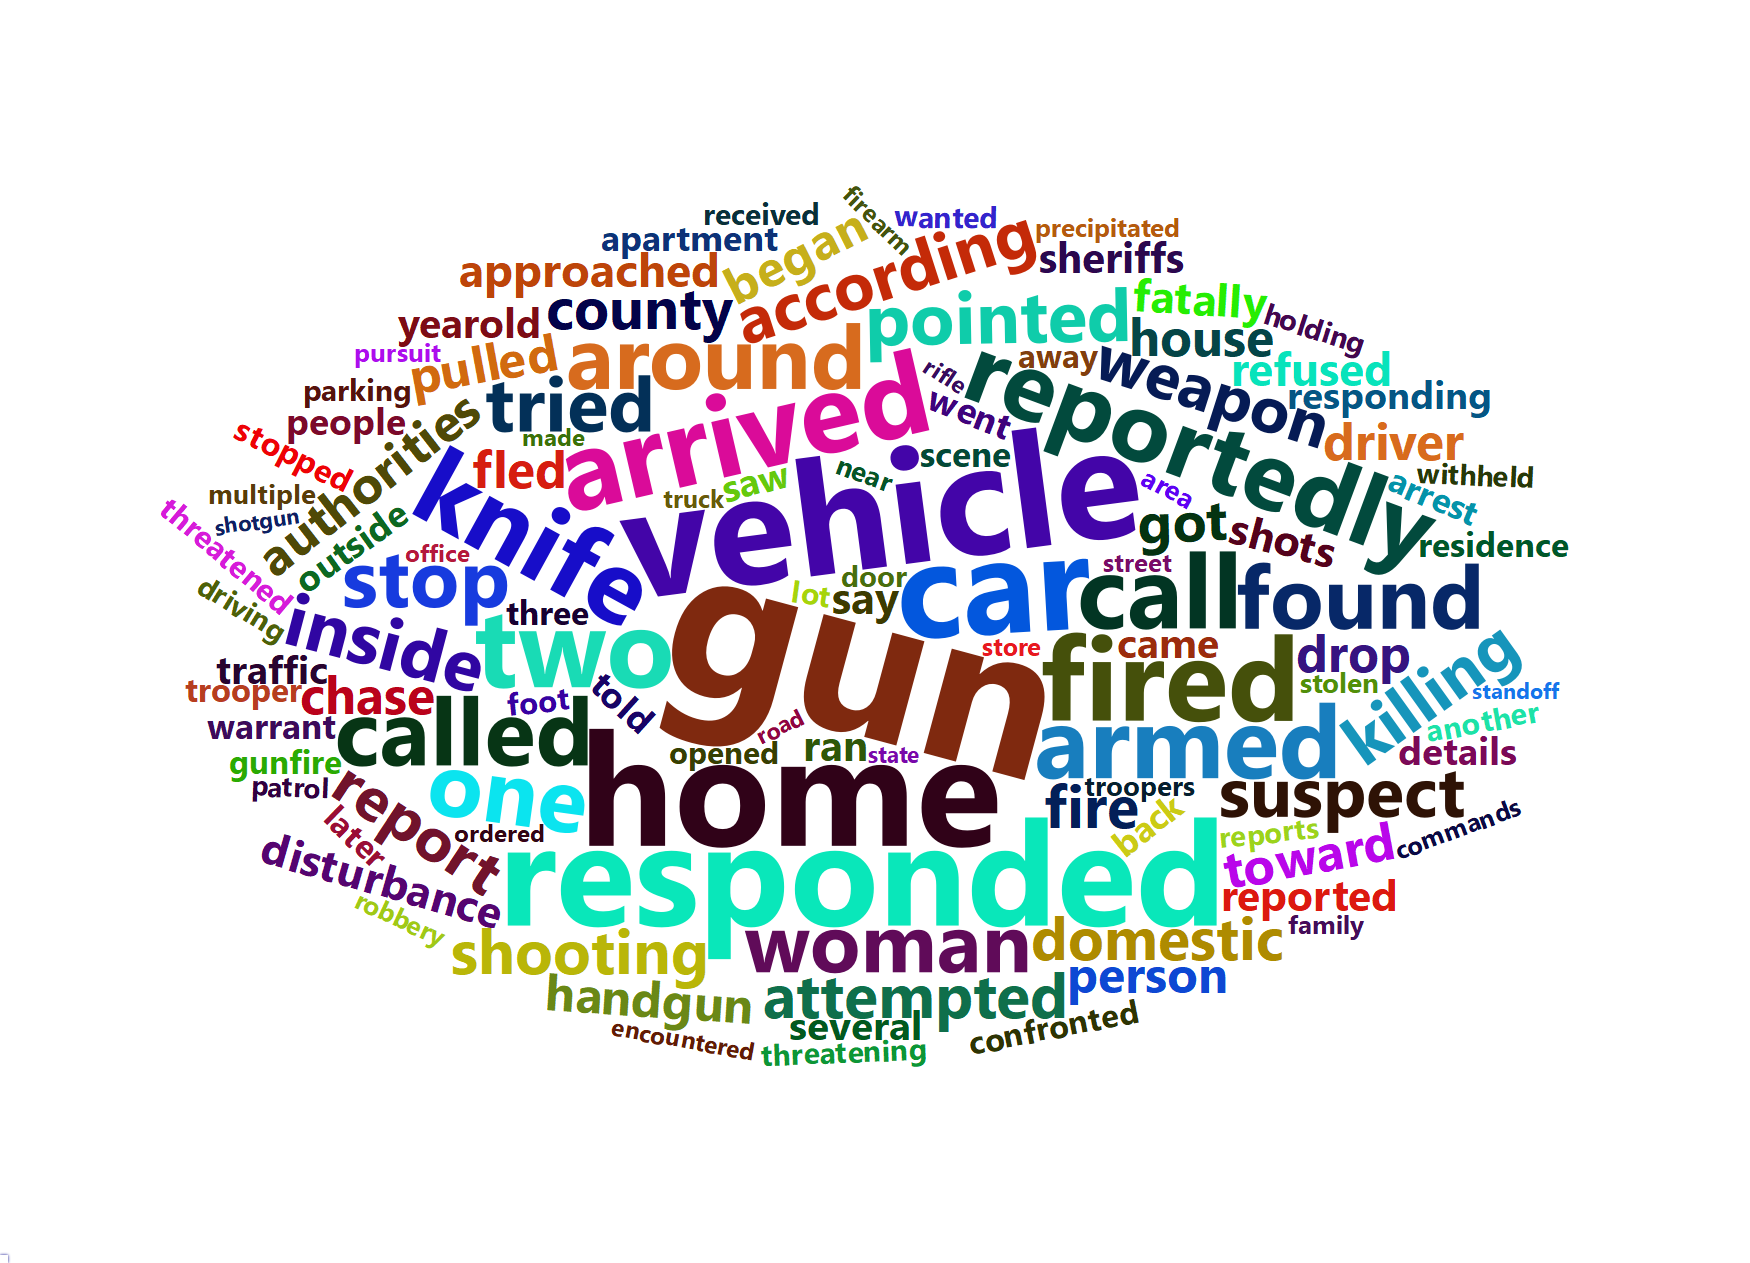 firearm
received
wanted
apartment
began
according
precipitated
sheriffs
approached
county
yearold
pointed
fatally
holding
pursuit
pulled
around
away
house
refused
parking
tried
rifle
reportedly
weapon
responding
people
authorities
arrived
went
driver
stopped
made
fled
near
scene
withheld
multiple
knife
truck
saw
vehicle
area
arrest
shotgun
threatened
outside
got
shots
residence
office
stop
door
car
street
call
found
driving
inside
three
lot
say
two
gun
store
fired
came
drop
killing
traffic
trooper
chase
foot
told
stolen
standoff
warrant
called
road
armed
another
gunfire
opened
ran
state
details
patrol
report
one
home
troopers
suspect
later
ordered
fire
back
reports
commands
disturbance
responded
toward
reported
robbery
shooting
woman
domestic
family
handgun
attempted
person
encountered
several
threatening
confronted